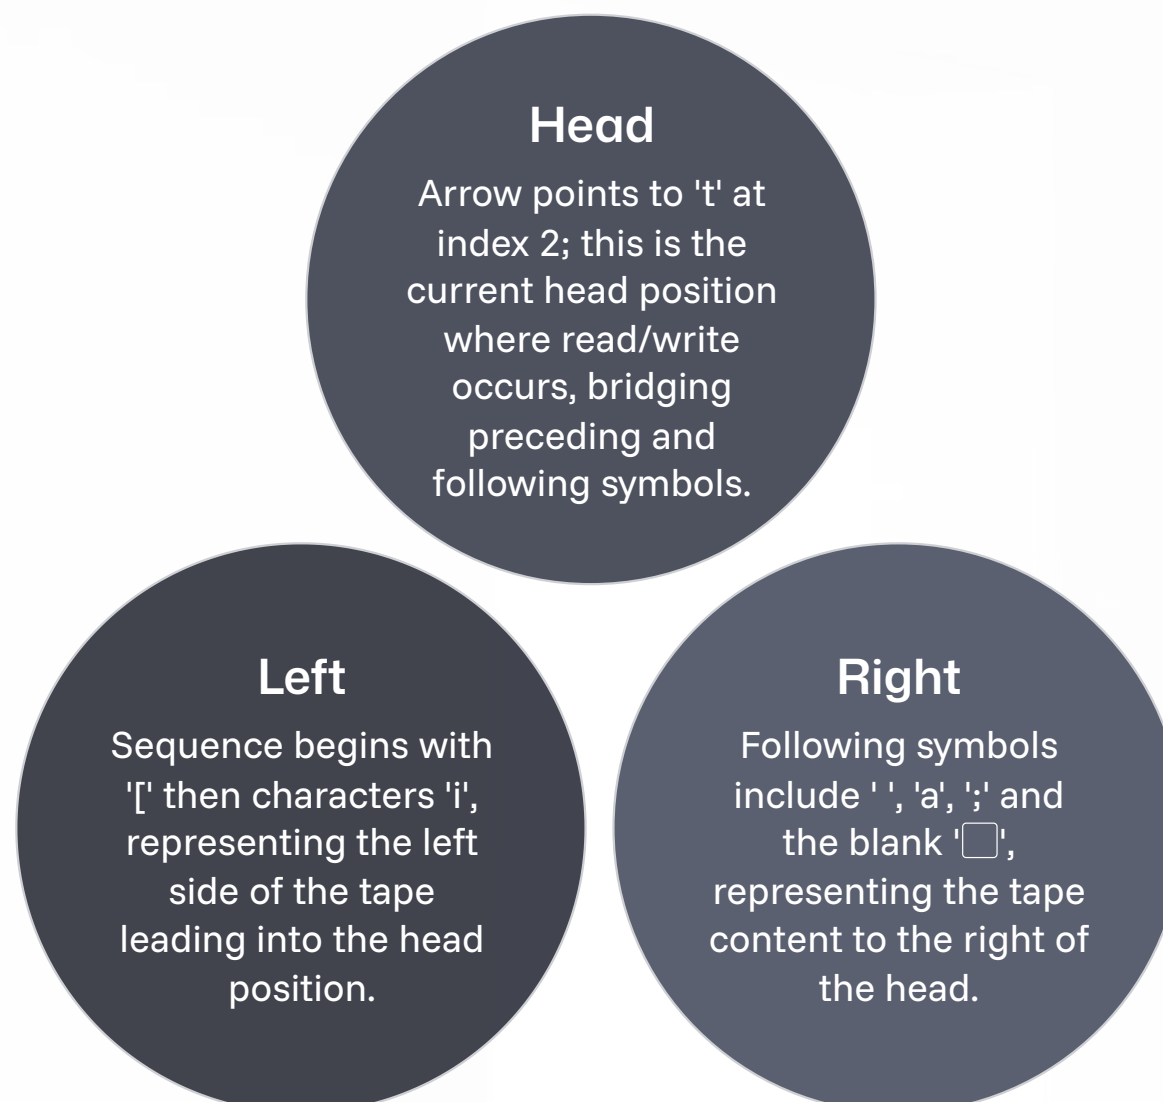 Head
Arrow points to 't' at
index 2; this is the
current head position
where read/write
occurs, bridging
preceding and
following symbols.
Left
Sequence begins with
'[' then characters 'i',
representing the left
side of the tape
leading into the head
position.
Right
Following symbols
include ' ', 'a', ';' and
the blank '□',
representing the tape
content to the right of
the head.